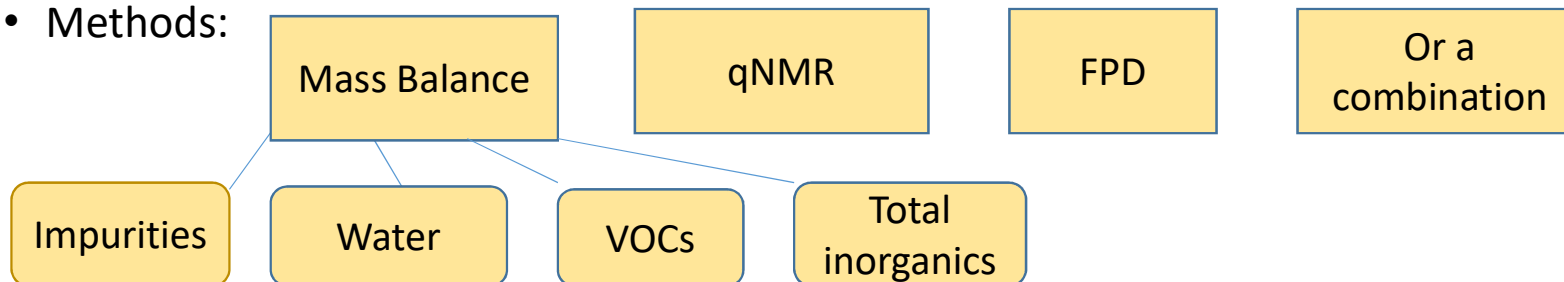 • Methods:
Mass Balance
qNMR
FPD
Or a
combination
Impurities
Water
VOCs
Total
inorganics